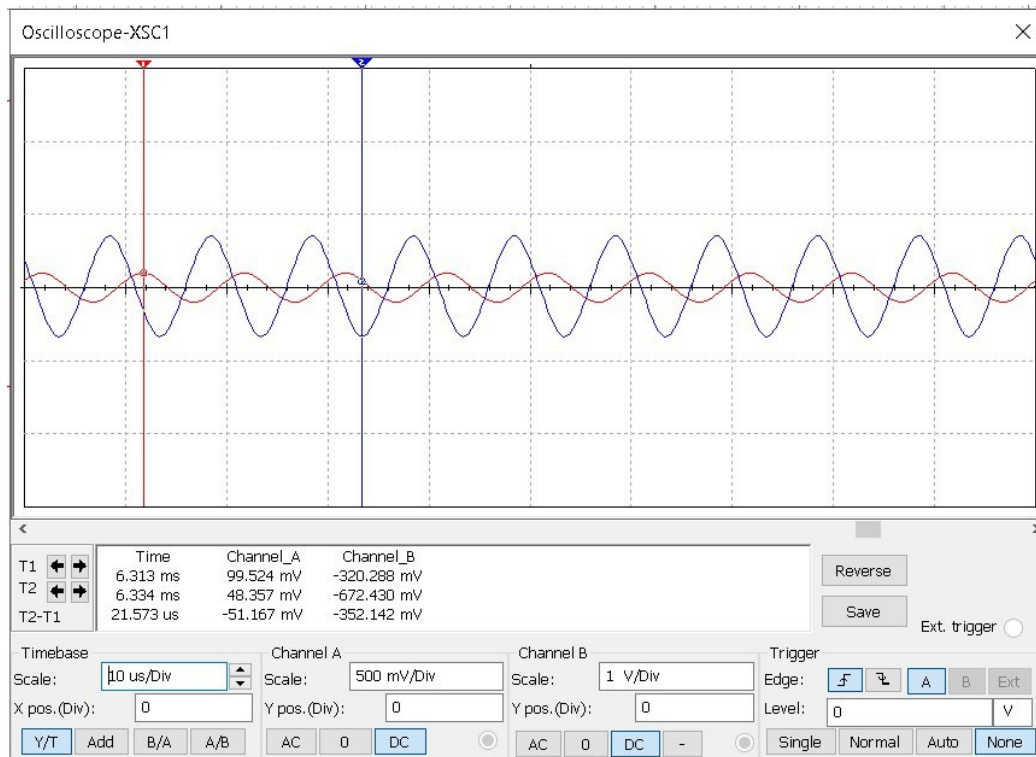 Oscilloscope-XSC1
1
2
Time Channel_A Channel_B
T1 6.313 ms 99.524 mV -320.288 mV
T2 6.334 ms 48.357 mV -672.430 mV
T2-T1 21.573 us -51.167 mV -352.142 mV
Reverse
Save
Ext. trigger
Timebase
Scale: 10 us/Div
X pos.(Div): 0
Y/T Add B/A A/B
Channel A
Scale: 500 mV/Div
Y pos.(Div): 0
AC 0 DC
Channel B
Scale: 1 V/Div
Y pos.(Div): 0
AC 0 DC -
Trigger
Edge: A B Ext
Level: 0 V
Single Normal Auto None